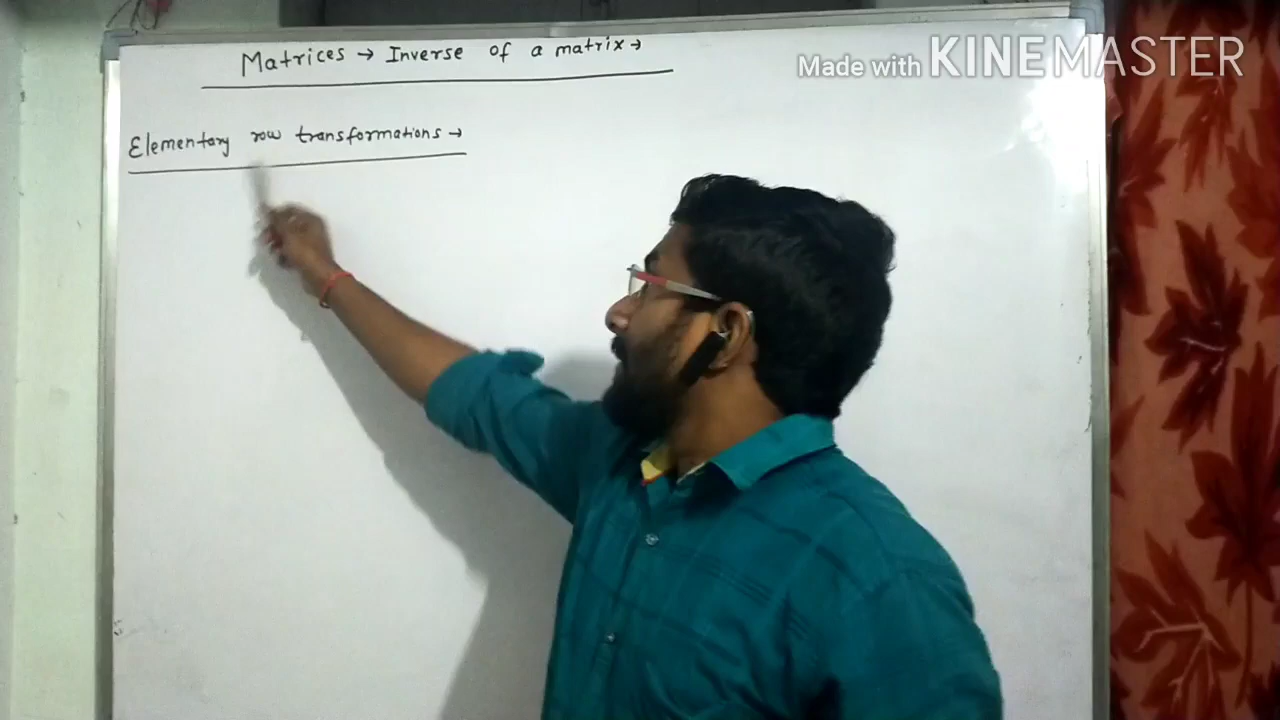 Matrices → Inverse of a matrix →
Made with KINEMASTER
Elementary row transformations →